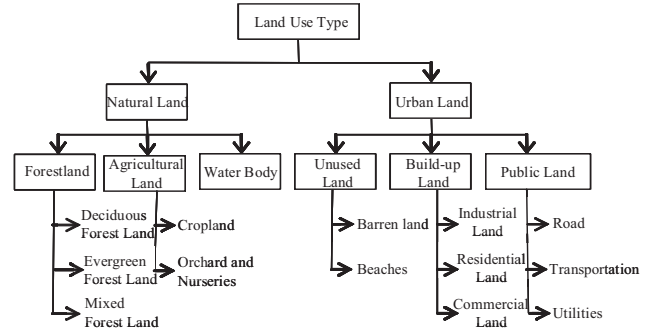 Land Use Type
Natural Land
Urban Land
Forestland
Agricultural
Land
Water Body
Unused
Land
Build-up
Land
Public Land
Deciduous
Forest Land
Evergreen
Forest Land
Mixed
Forest Land
Cropland
Orchard and
Nurseries
Barren land
Beaches
Industrial
Land
Residential
Land
Commercial
Land
Road
Transportation
Utilities